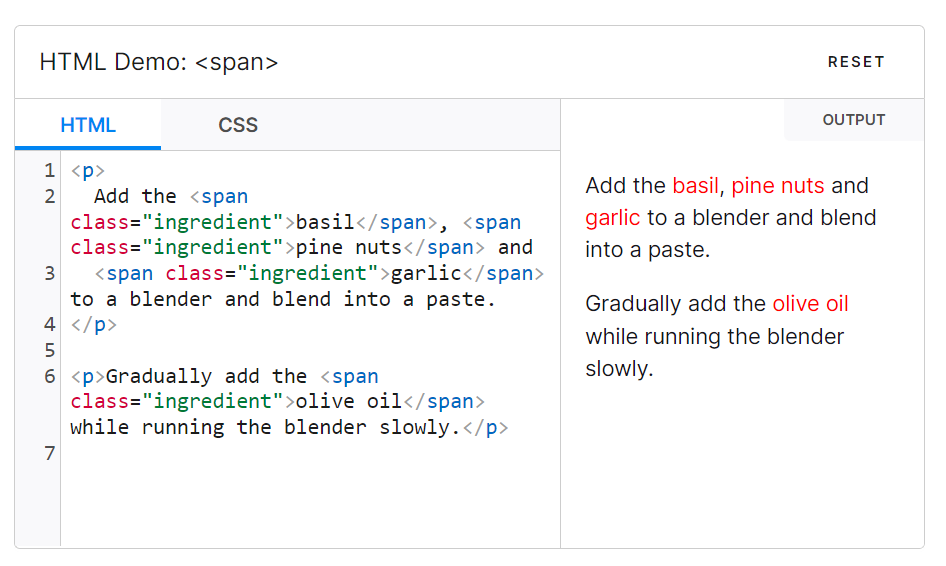 HTML Demo: <span>
RESET
HTML
CSS
1 <p>
2   Add the <span
class="ingredient">basil</span>, <span
class="ingredient">pine nuts</span> and
3   <span class="ingredient">garlic</span>
to a blender and blend into a paste.
4 </p>
5
6 <p>Gradually add the <span
class="ingredient">olive oil</span>
while running the blender slowly.</p>
7
OUTPUT
Add the basil, pine nuts and
garlic to a blender and blend
into a paste.
Gradually add the olive oil
while running the blender
slowly.